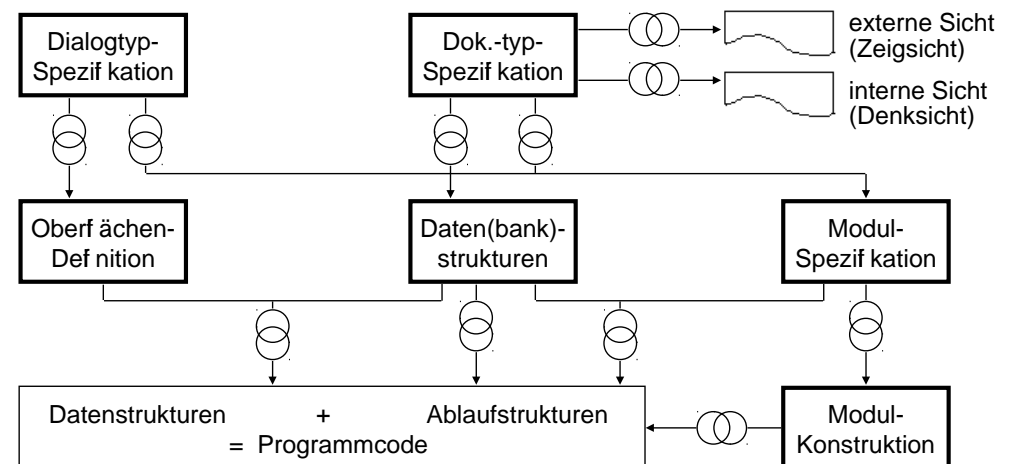 Dialogtyp-
Spezif kation
Dok.-typ-
Spezif kation
externe Sicht
(Zeigsicht)
interne Sicht
(Denksicht)
Oberf ächen-
Def nition
Daten(bank)-
strukturen
Modul-
Spezif kation
Datenstrukturen + Ablaufstrukturen
= Programmcode
Modul-
Konstruktion